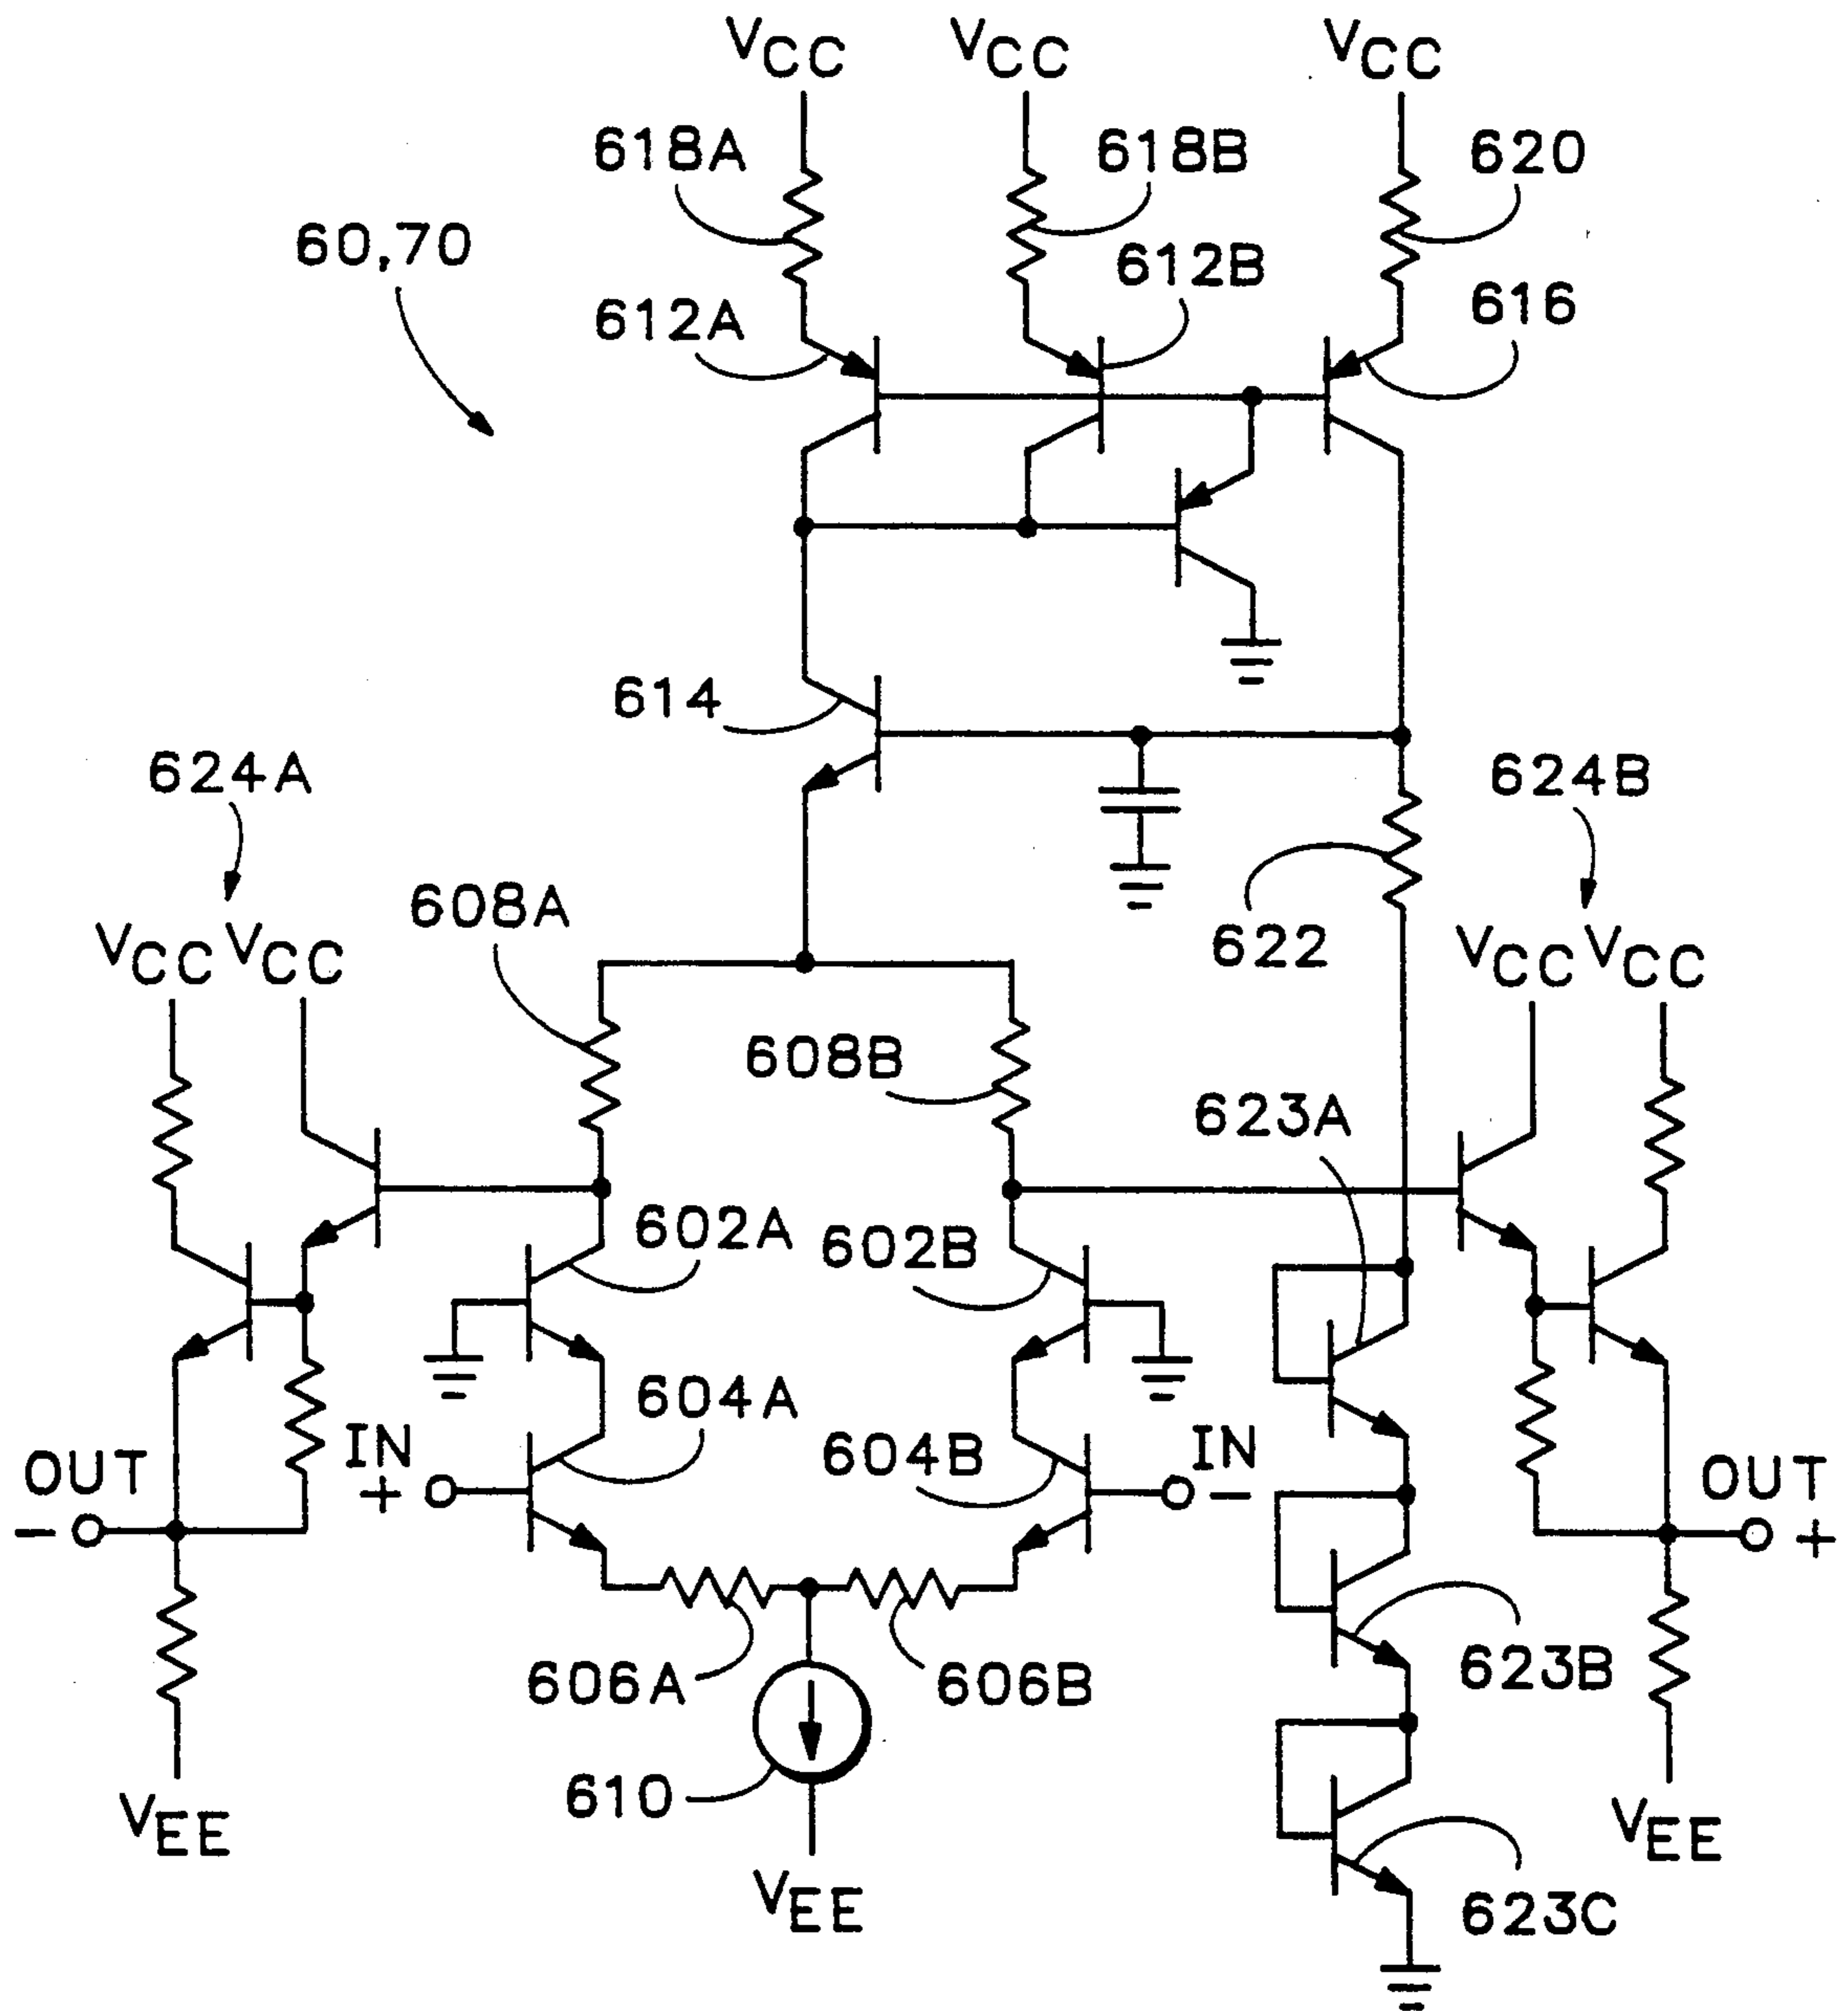 VCC VCC VCC
618A 618B 620
60,70 612B
612A 616
614
624A 624B
608A
622
VCC VCC VCC VCC
608B
623A
602A 602B
604A
IN IN
OUT 604B OUT
+ -
- +
606A 606B 623B
610
VEE VEE
VEE 623C